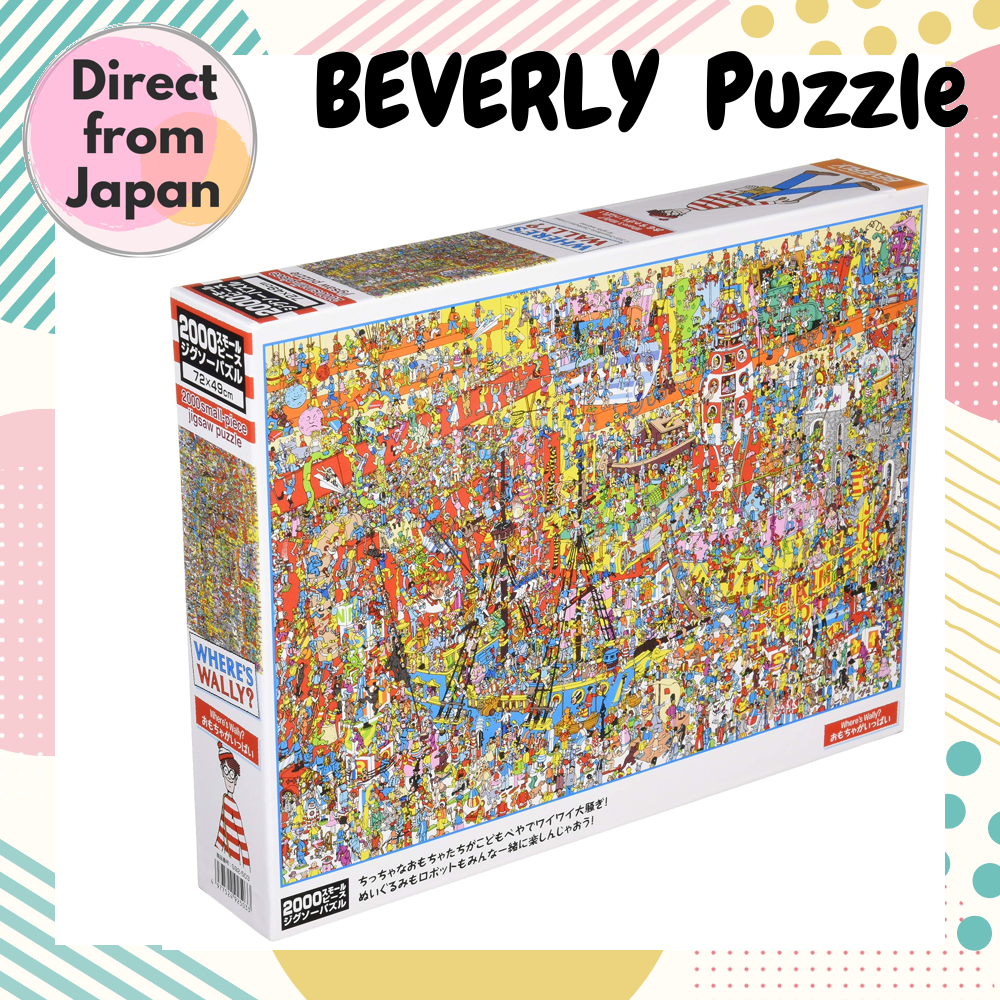 Direct
from
Japan
BEVERLY Puzzle
WHERE'S
WALLY?
2000スモール
ピース
ジグソーパズル
72×49cm
2000small-piece
jigsaw puzzle
WHERE'S
WALLY?
Where's Wally?
おもちゃがいっぱい
Where's Wally?
おもちゃがいっぱい
ちっちゃなおもちゃたちがこどもべやでワイワイ大騒ぎ!
ぬいぐるみもロボットもみんな一緒に楽しんじゃおう!
2000スモール
ピース
ジグソーパズル